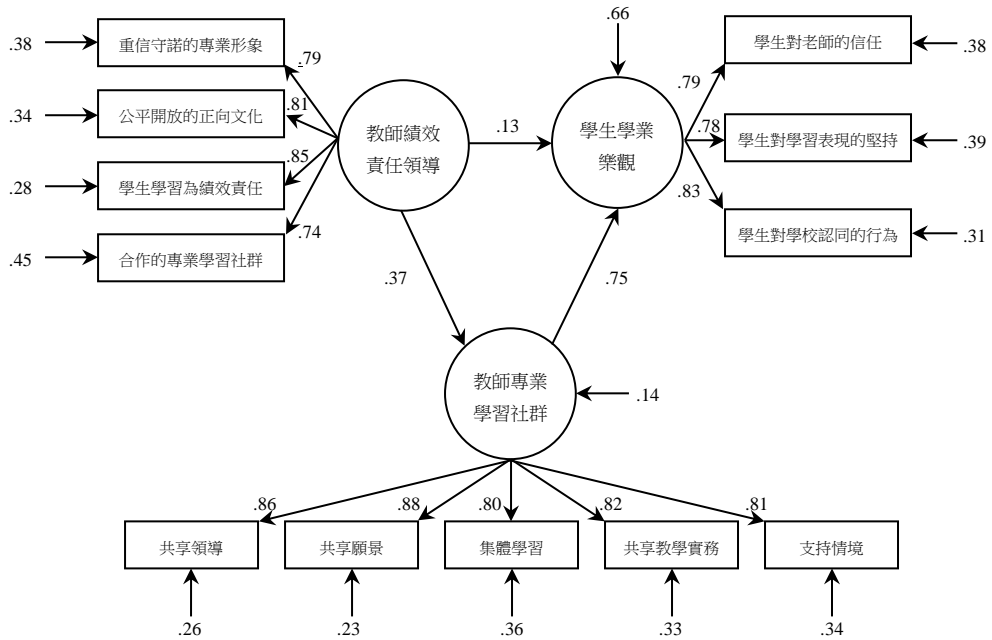 .66
.38
重信守諾的專業形象
.79
學生對老師的信任
.38
.34
公平開放的正向文化
.81
教師績效
責任領導
.13
學生學業
樂觀
.79
.78
學生對學習表現的堅持
.39
.28
學生學習為績效責任
.85
.83
.45
合作的專業學習社群
.74
學生對學校認同的行為
.31
.37
.75
教師專業
學習社群
.14
.86
.88
.80
.82
.81
共享領導
共享願景
集體學習
共享教學實務
支持情境
.26
.23
.36
.33
.34